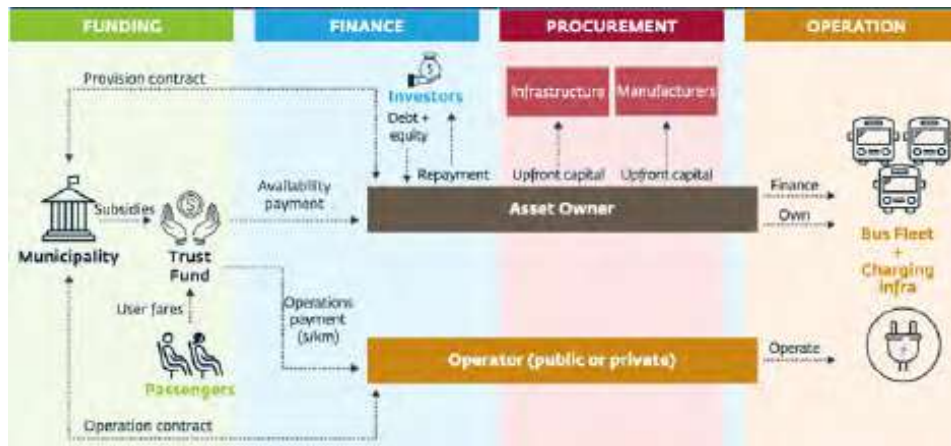 FUNDING
FINANCE
PROCUREMENT
OPERATION
Provision contract
Investors
Debt +
equity
Repayment
Infrastructure
Manufacturers
Upfront capital
Upfront capital
Municipality
Subsidies
Trust
Fund
Availability
payment
Asset Owner
Finance
Own
Bus Fleet
+
Charging
Infra
User fares
Passengers
Operations
payment
($/km)
Operator (public or private)
Operate
Operation contract